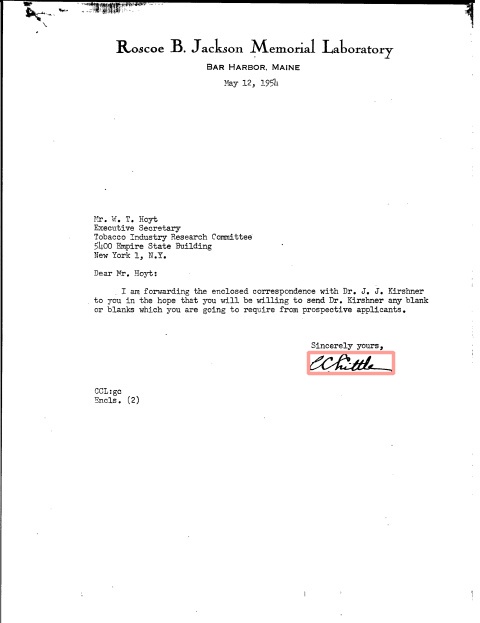 Roscoe B. Jackson Memorial Laboratory
Bar Harbor, Maine
May 12, 1954
Mr. W. T. Hoyt
Executive Secretary
Tobacco Industry Research Committee
5400 Empire State Building
New York 1, N.Y.
Dear Mr. Hoyt:
I am forwarding the enclosed correspondence with Dr. J. J. Kirshner
to you in the hope that you will be willing to send Dr. Kirshner any blank
or blanks which you are going to require from prospective applicants.
Sincerely yours,
CCLittle
CCL:gc
Encls. (2)